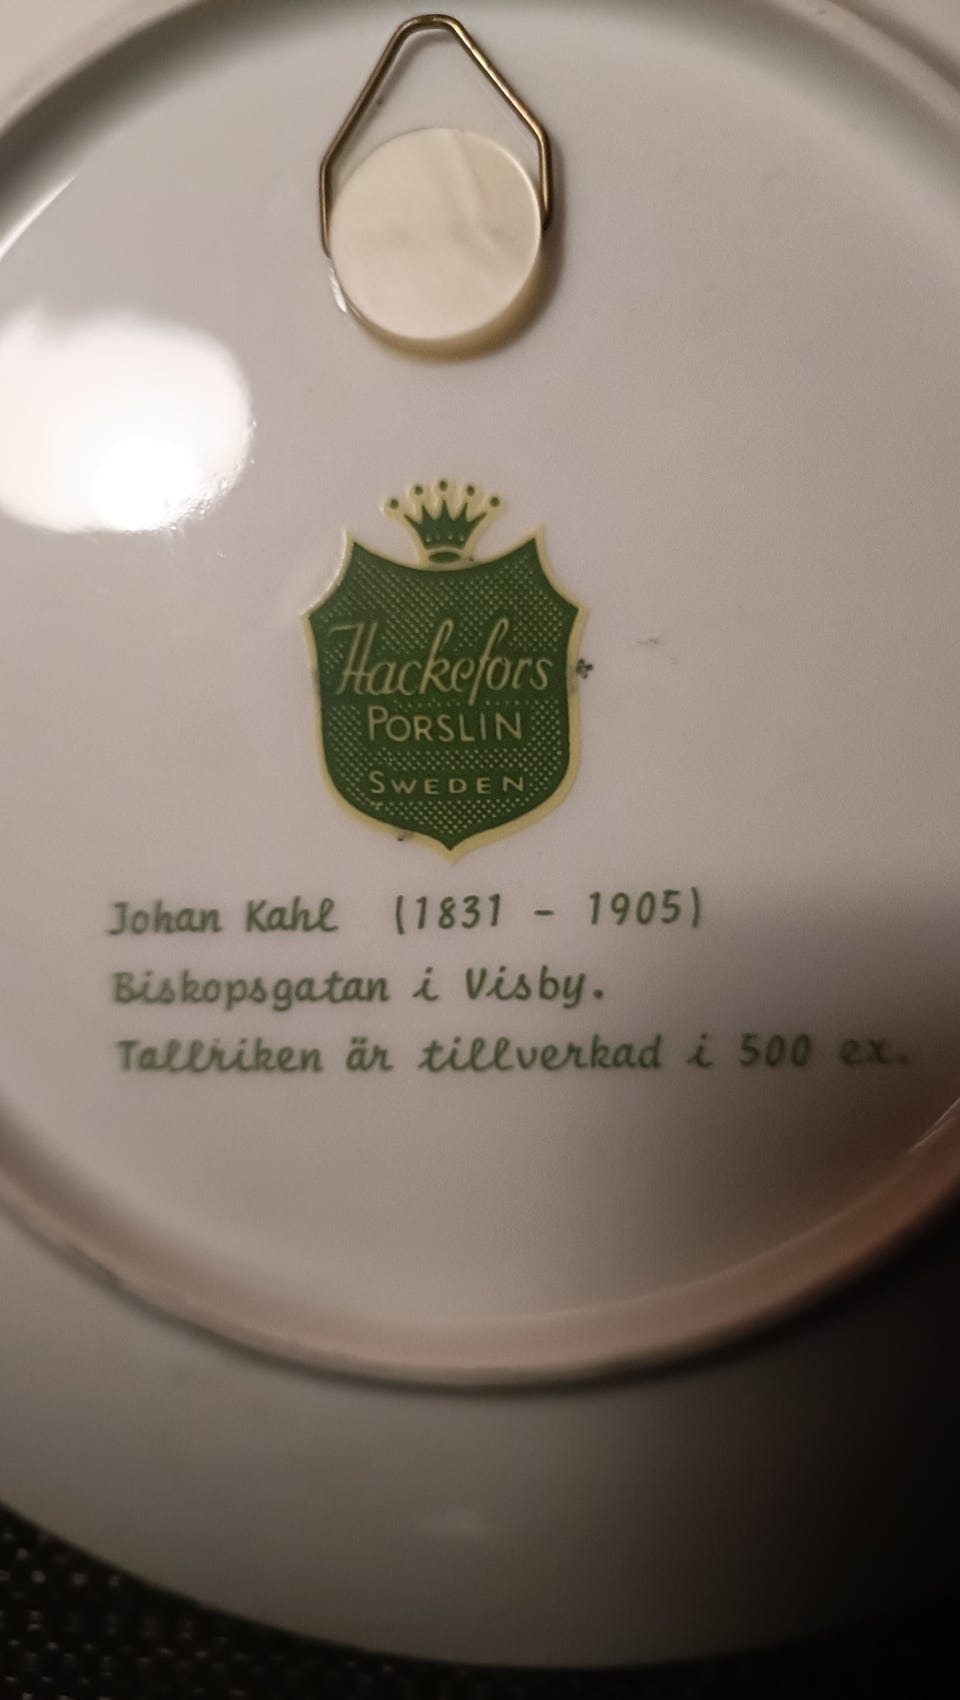 Hackefors
PORSLIN
SWEDEN
Johan Kahl (1831 - 1905)
Biskopsgatan i Visby.
Tallriken är tillverkad i 500 ex.